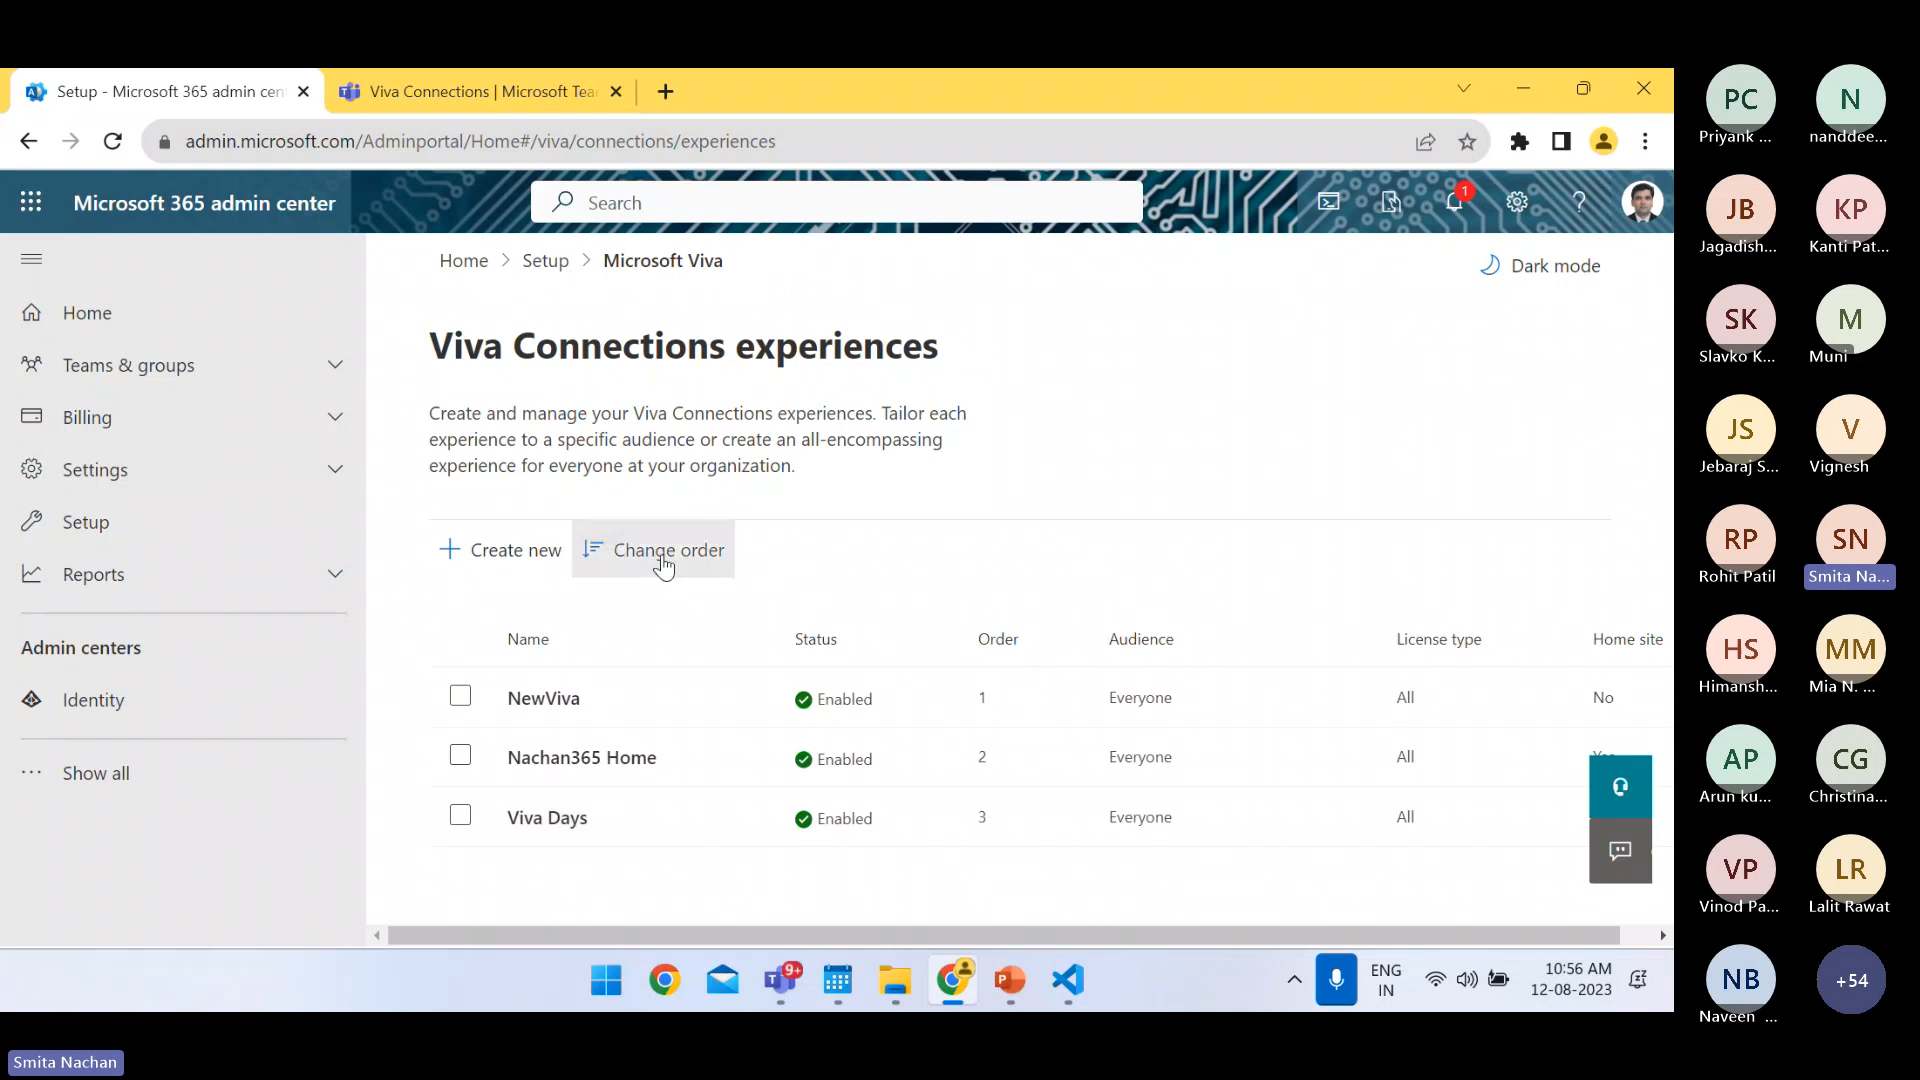 Setup - Microsoft 365 admin cen
Viva Connections | Microsoft Tea
admin.microsoft.com/Adminportal/Home#/viva/connections/experiences
Microsoft 365 admin center
Search
1
Home > Setup > Microsoft Viva
Dark mode
Home
Teams & groups
Billing
Settings
Setup
Reports
Admin centers
Identity
Show all
Viva Connections experiences
Create and manage your Viva Connections experiences. Tailor each
experience to a specific audience or create an all-encompassing
experience for everyone at your organization.
Create new
Change order
Name Status Order Audience License type Home site
NewViva Enabled 1 Everyone All No
Nachan365 Home Enabled 2 Everyone All
Viva Days Enabled 3 Everyone All
9+
ENG
IN
10:56 AM
12-08-2023
PC
Priyank ...
N
nanddee...
JB
Jagadish...
KP
Kanti Pat...
SK
Slavko K...
M
Muni
JS
Jebaraj S...
V
Vignesh
RP
Rohit Patil
SN
Smita Na...
HS
Himansh...
MM
Mia N. ...
AP
Arun ku...
CG
Christina...
VP
Vinod Pa...
LR
Lalit Rawat
NB
Naveen ...
+54
Smita Nachan